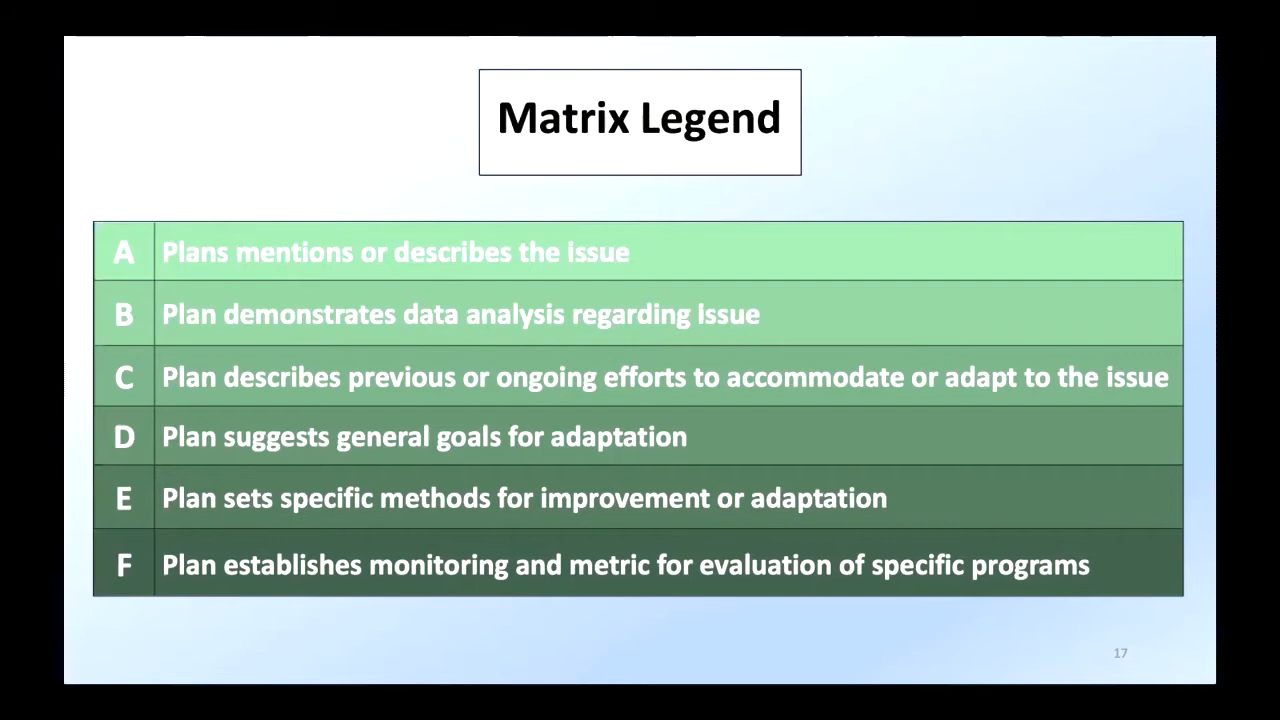 Matrix Legend
A Plans mentions or describes the issue
B Plan demonstrates data analysis regarding issue
C Plan describes previous or ongoing efforts to accommodate or adapt to the issue
D Plan suggests general goals for adaptation
E Plan sets specific methods for improvement or adaptation
F Plan establishes monitoring and metric for evaluation of specific programs
17